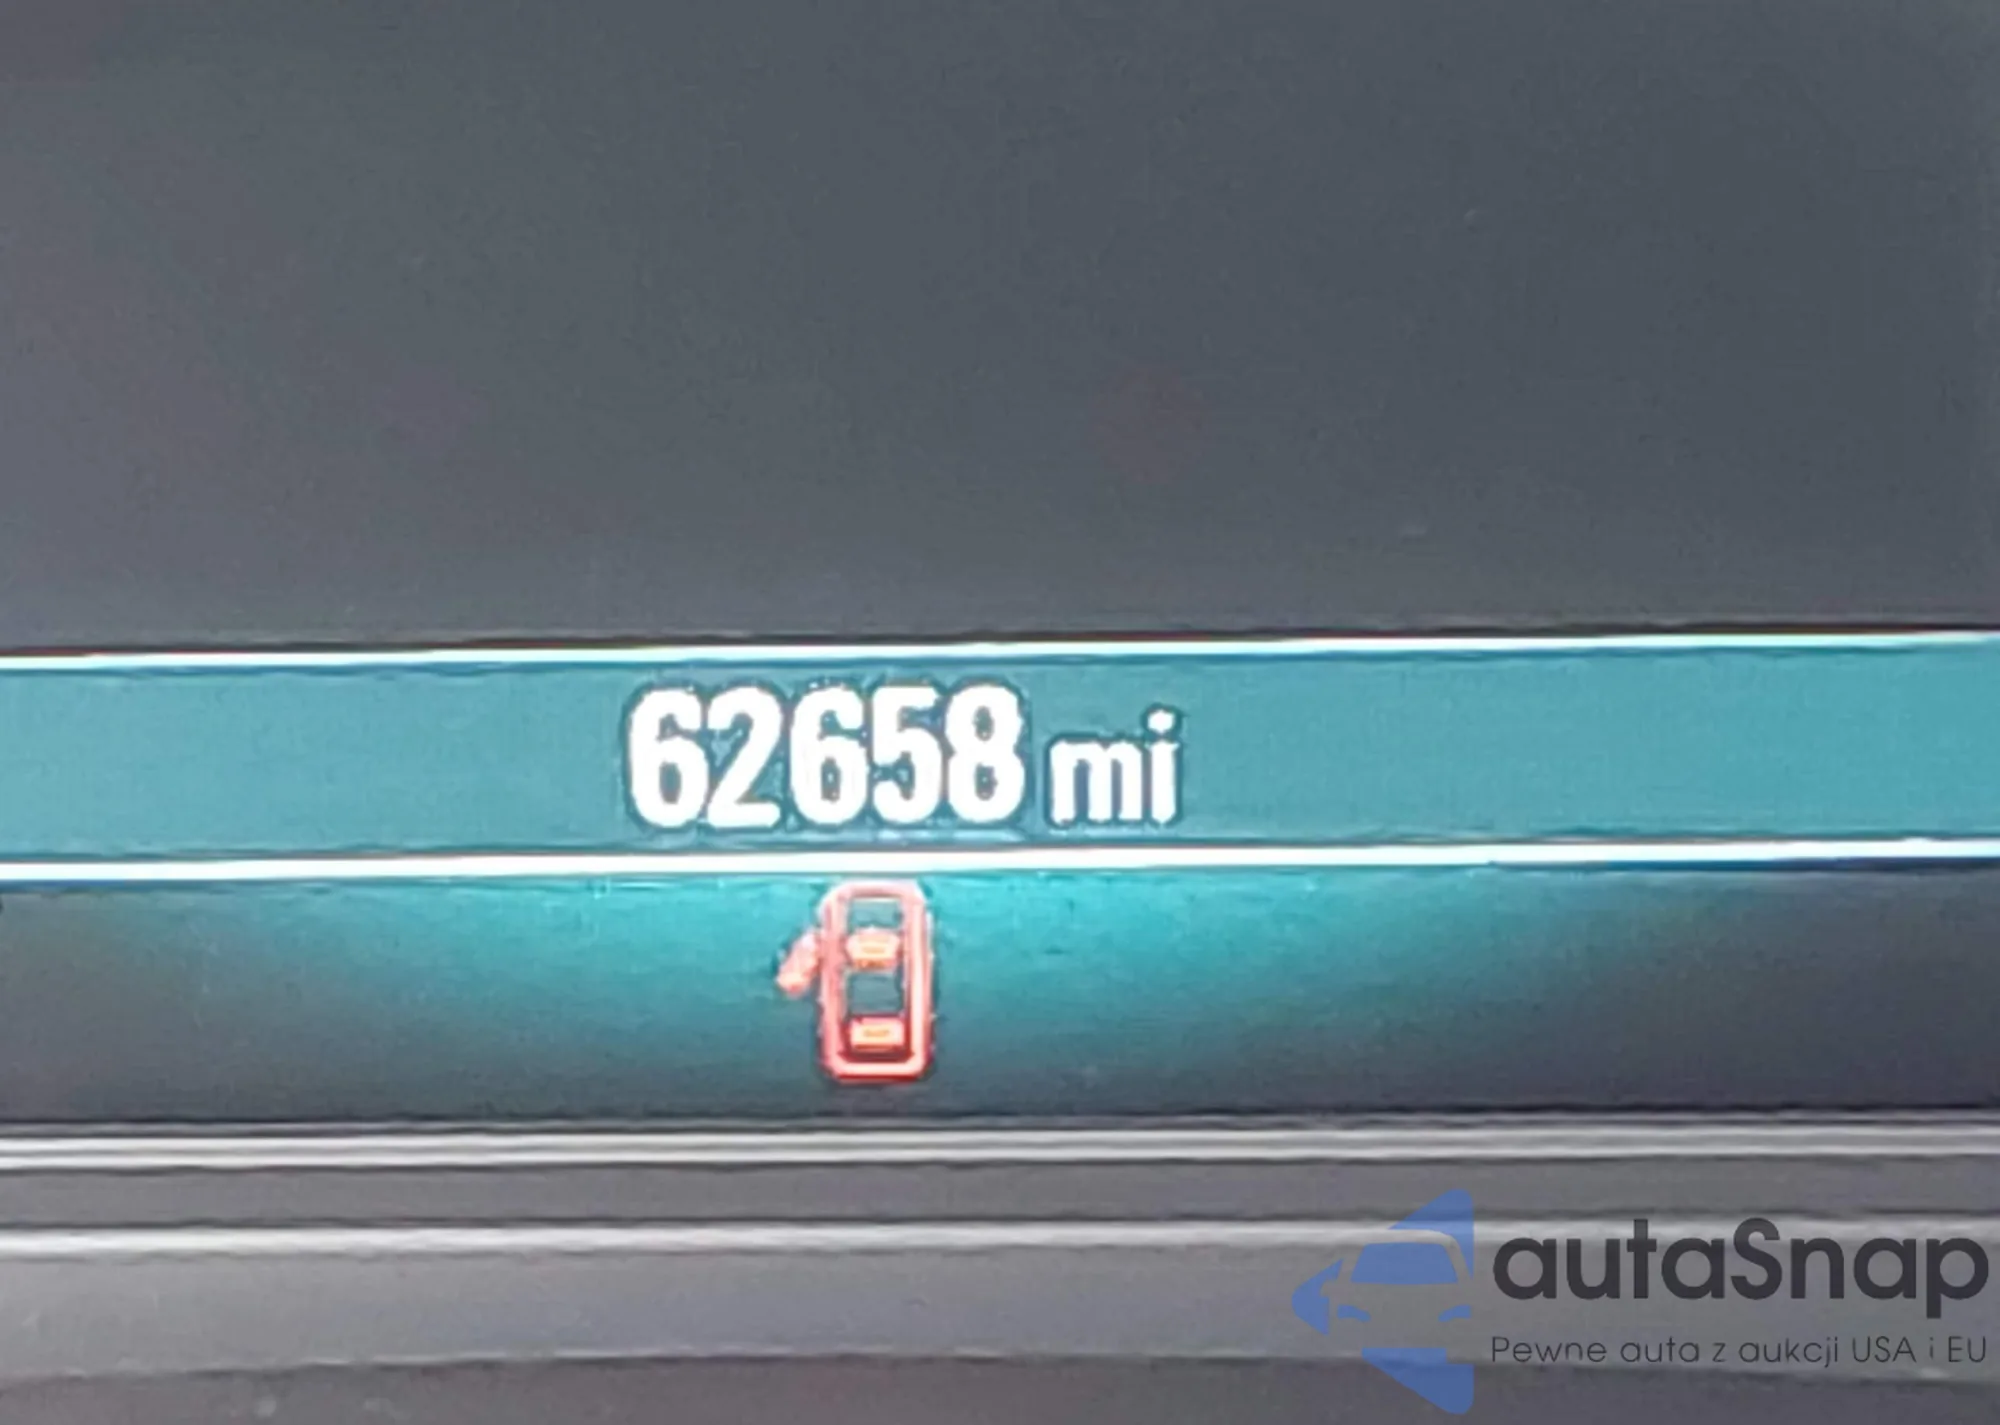 62658 mi
autaSnap
Pewne auta z aukcji USA i EU